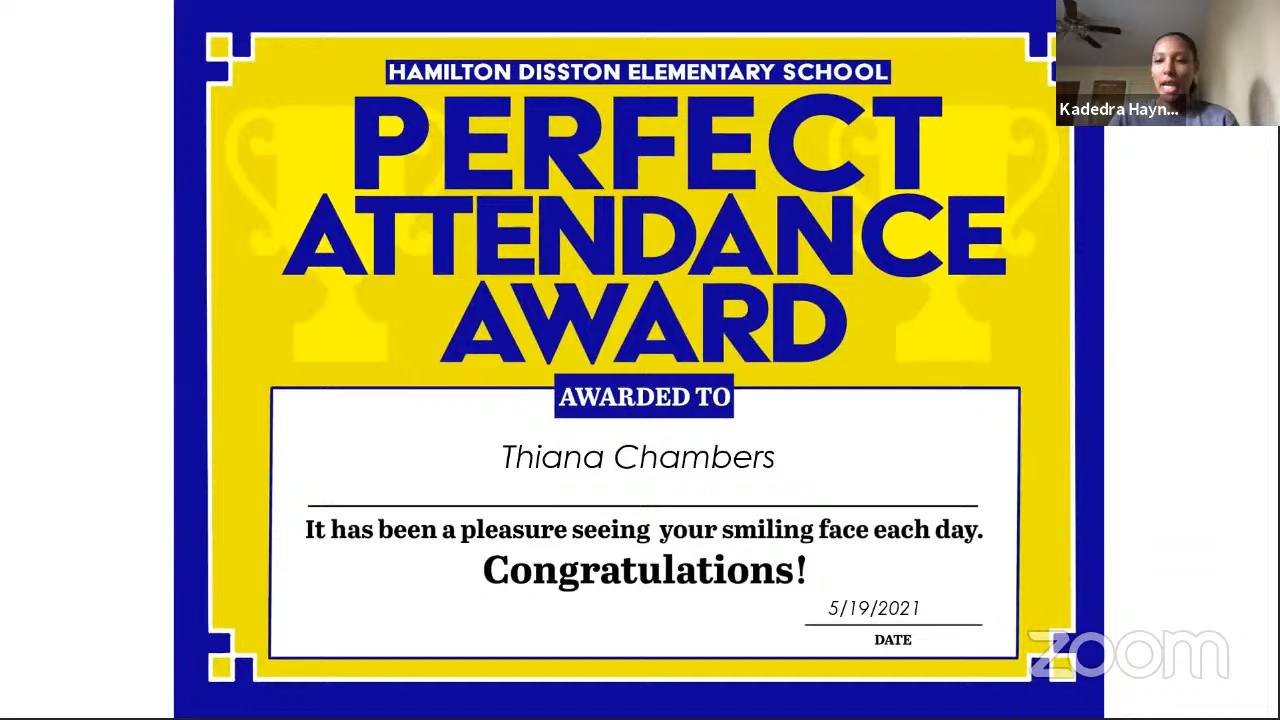 HAMILTON DISSTON ELEMENTARY SCHOOL
PERFECT
ATTENDANCE
AWARD
AWARDED TO
Thiana Chambers
It has been a pleasure seeing your smiling face each day.
Congratulations!
5/19/2021
DATE
Kadedra Hayn...
zoom